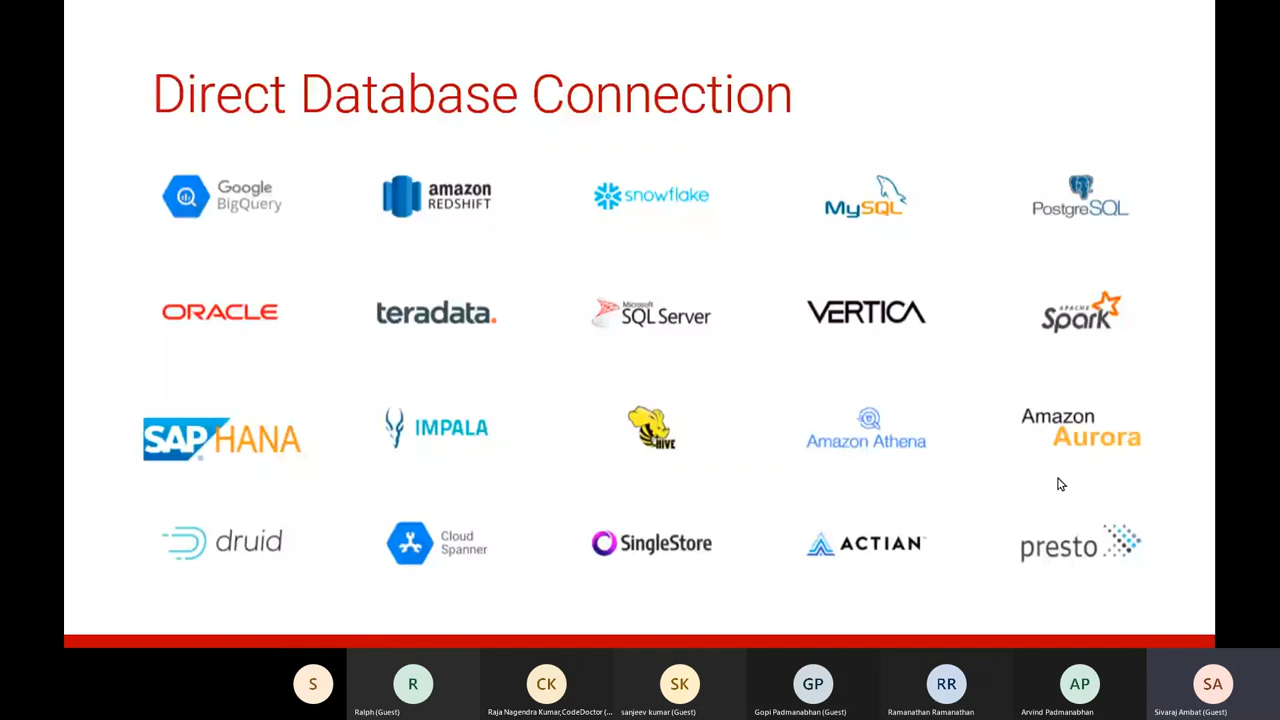 Direct Database Connection
Google
BigQuery
amazon
REDSHIFT
snowflake
MySQL
PostgreSQL
ORACLE
teradata.
Microsoft
SQL Server
VERTICA
APACHE
Spark
SAP HANA
IMPALA
HIVE
Amazon Athena
Amazon
Aurora
druid
Cloud
Spanner
SingleStore
ACTIAN
presto
S
R
CK
SK
GP
RR
AP
SA
Ralph (Guest)
Raja Nagendra Kumar,CodeDoctor (...
sanjeev kumar (Guest)
Gopi Padmanabhan (Guest)
Ramanathan Ramanathan
Arvind Padmanabhan
Sivaraj Ambat (Guest)